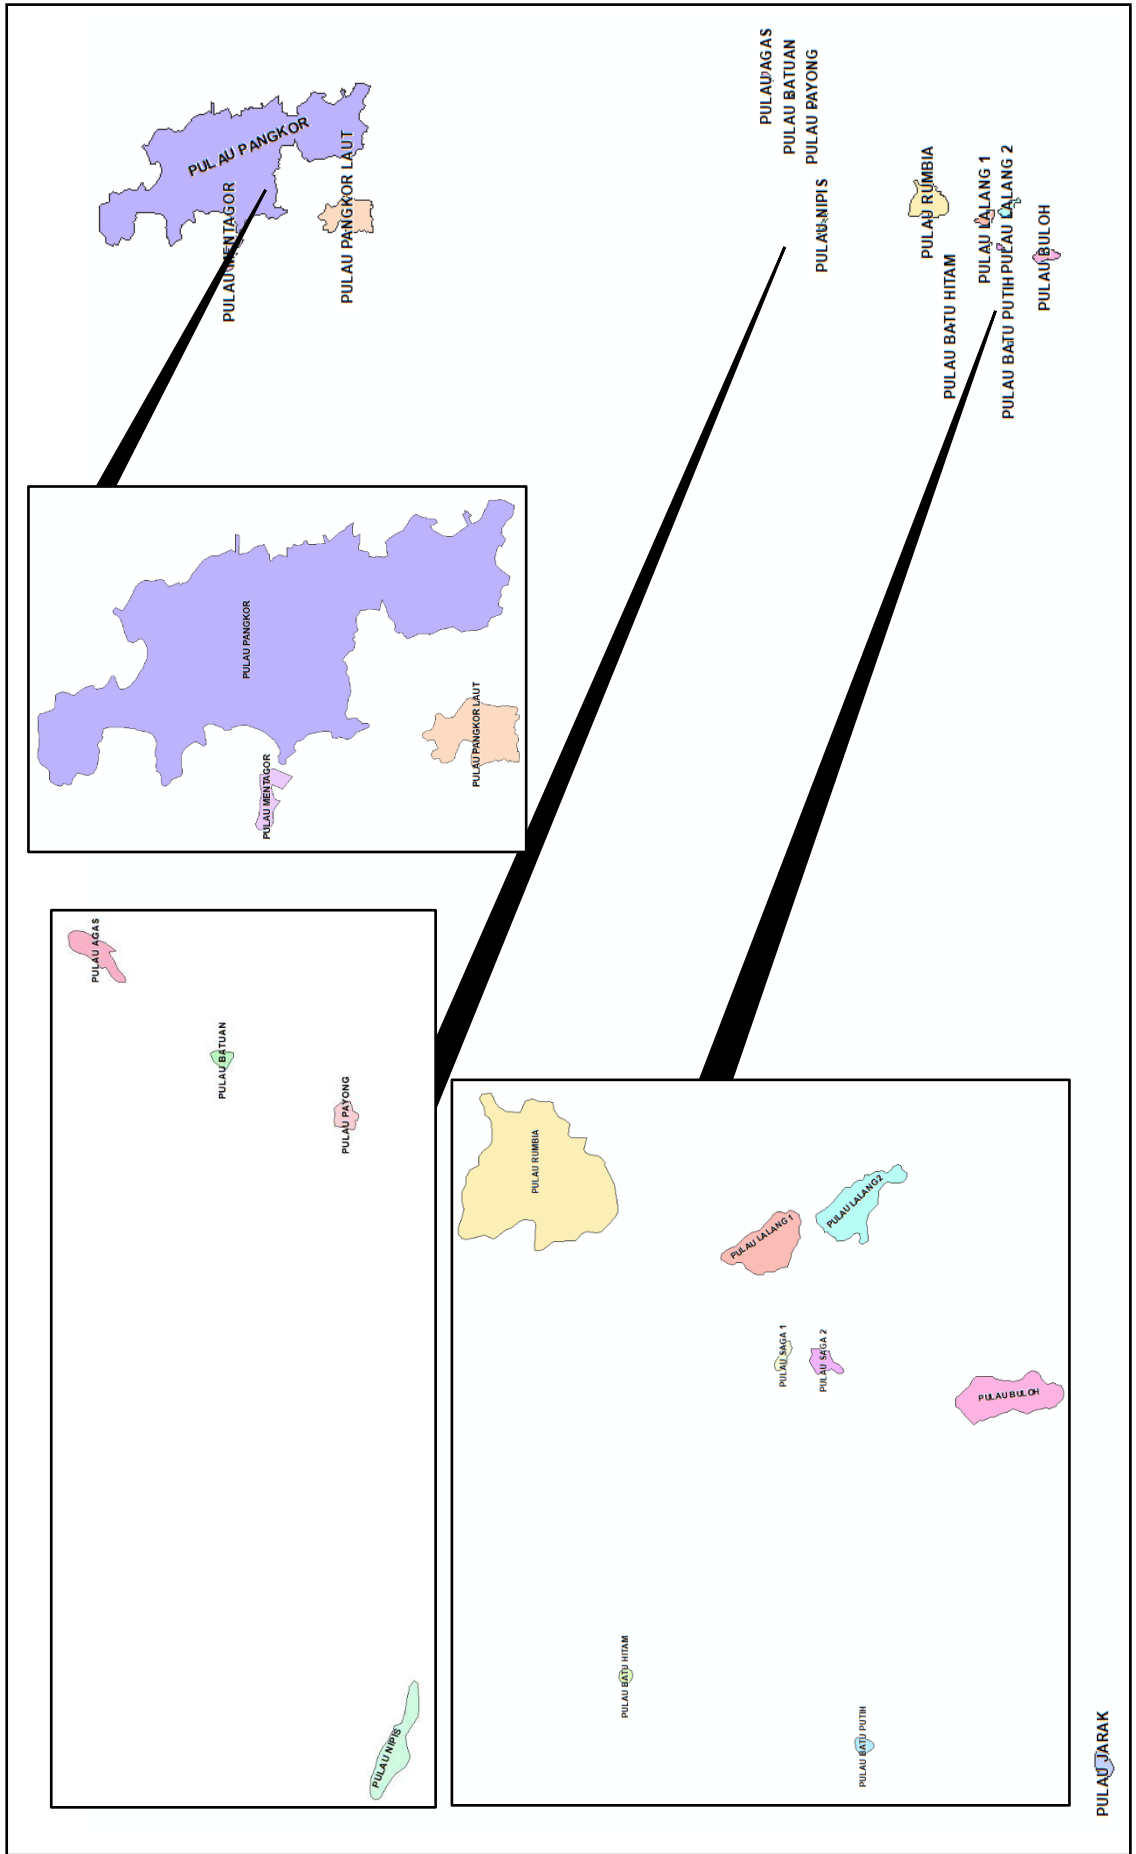 PULAU PANGKOR
PULAU MENTAGOR
PULAU PANGKOR LAUT
PULAU AGAS
PULAU BATUAN
PULAU PAYONG
PULAU NIPIS
PULAU RUMBIA
PULAU BATU HITAM
PULAU LALANG 1
PULAU LALANG 2
PULAU BATU PUTIH
PULAU BULOH
PULAU PANGKOR
PULAU PANGKOR LAUT
PULAU MENTAGOR
PULAU AGAS
PULAU BATUAN
PULAU PAYONG
PULAU NIPIS
PULAU RUMBIA
PULAU LALANG 1
PULAU LALANG 2
PULAU SAGA 1
PULAU SAGA 2
PULAU BULOH
PULAU BATU HITAM
PULAU BATU PUTIH
PULAU JARAK